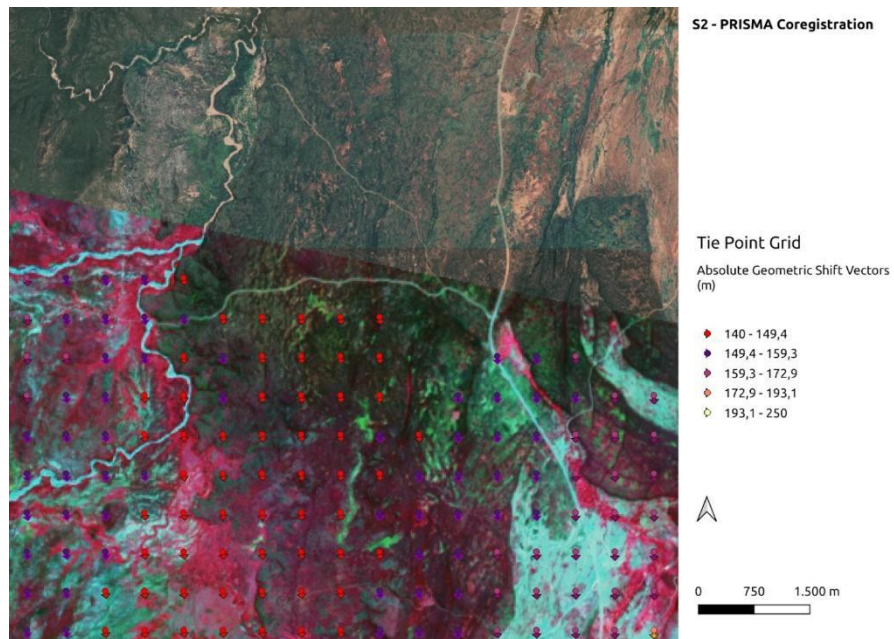 S2 - PRISMA Coregistration
Tie Point Grid
Absolute Geometric Shift Vectors
(m)
140 - 149,4
149,4 - 159,3
159,3 - 172,9
172,9 - 193,1
193,1 - 250
0 750 1.500 m